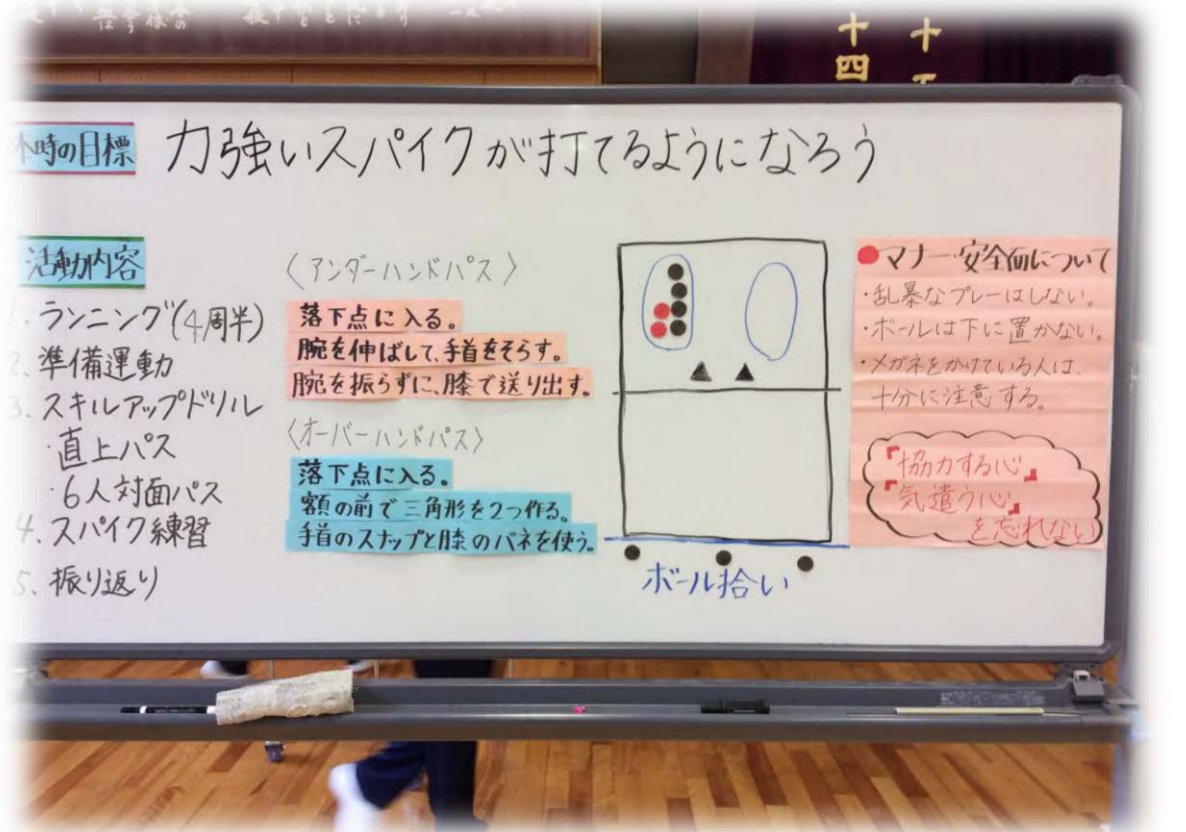 十四
十
本時の目標 力強いスパイクが打てるようになろう
活動内容
1.ランニング(4周半)
2.準備運動
3.スキルアップドリル
・直上パス
・6人対面パス
4.スパイク練習
5.振り返り
〈アンダーハンドパス〉
落下点に入る。
腕を伸ばして、手首をそらす。
腕を振らずに、膝で送り出す。
〈オーバーハンドパス〉
落下点に入る。
額の前で三角形を2つ作る。
手首のスナップと膝のバネを使う。
ボール拾い
●マナー・安全面について
・乱暴なプレーはしない。
・ボールは下に置かない。
・メガネをかけている人は、
十分に注意する。
『協力する心』
『気遣う心』
を忘れない